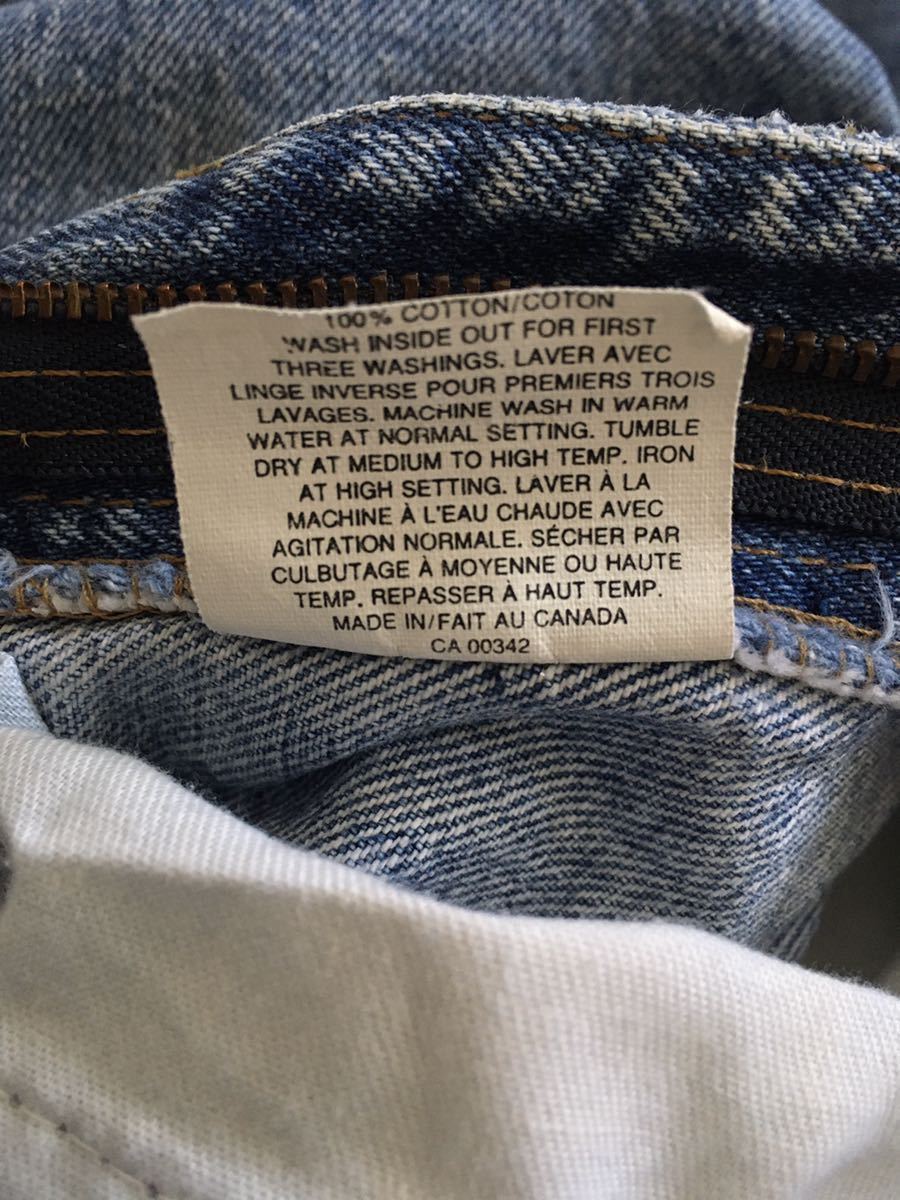 100% COTTON/COTON
WASH INSIDE OUT FOR FIRST
THREE WASHINGS. LAVER AVEC
LINGE INVERSE POUR PREMIERS TROIS
LAVAGES. MACHINE WASH IN WARM
WATER AT NORMAL SETTING. TUMBLE
DRY AT MEDIUM TO HIGH TEMP. IRON
AT HIGH SETTING. LAVER À LA
MACHINE À L'EAU CHAUDE AVEC
AGITATION NORMALE. SÉCHER PAR
CULBUTAGE À MOYENNE OU HAUTE
TEMP. REPASSER À HAUT TEMP.
MADE IN/FAIT AU CANADA
CA 00342